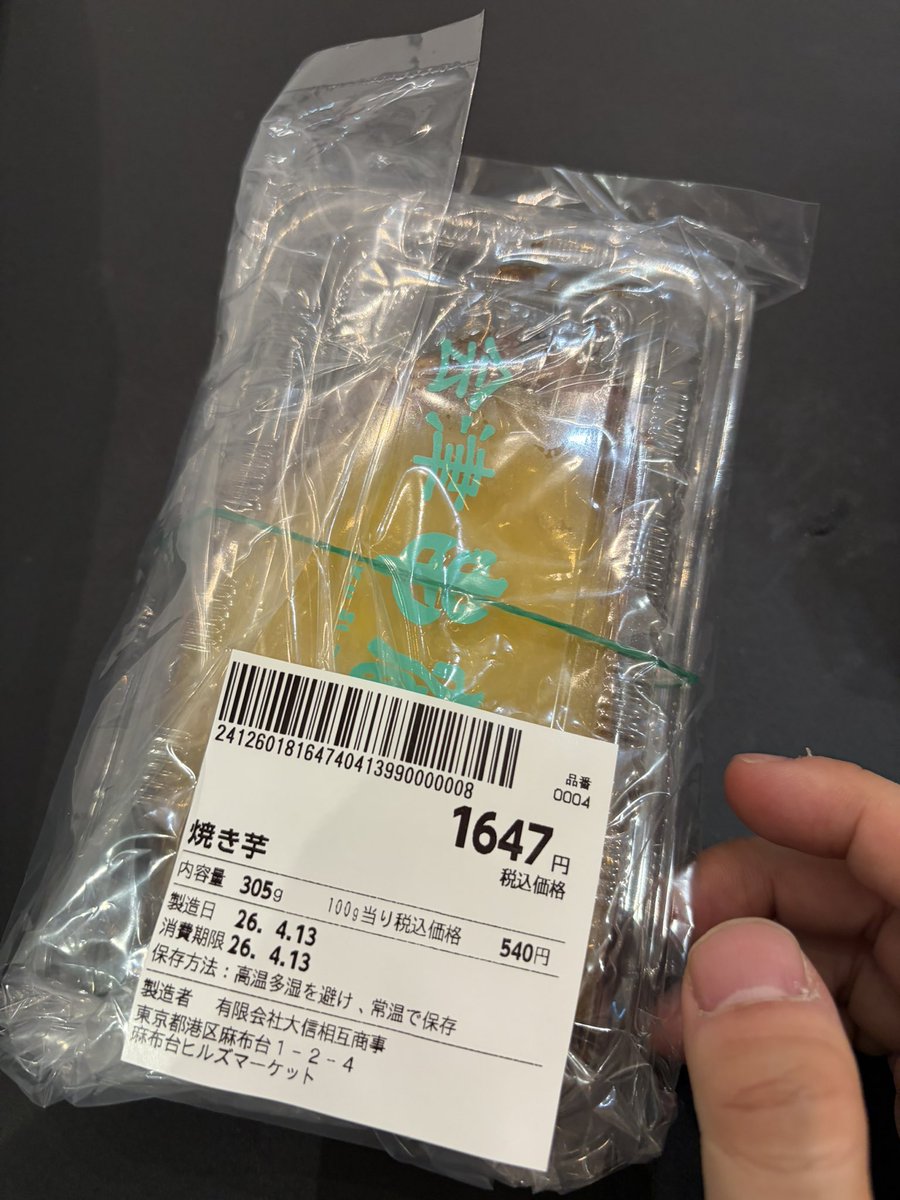 24126018164740413990000008
品番
0004
1647円
税込価格
焼き芋
内容量 305g 100g当り税込価格 540円
製造日 26. 4.13
消費期限 26. 4.13
保存方法：高温多湿を避け、常温で保存
製造者 有限会社大信相互商事
東京都港区麻布台１－２－４
麻布台ヒルズマーケット